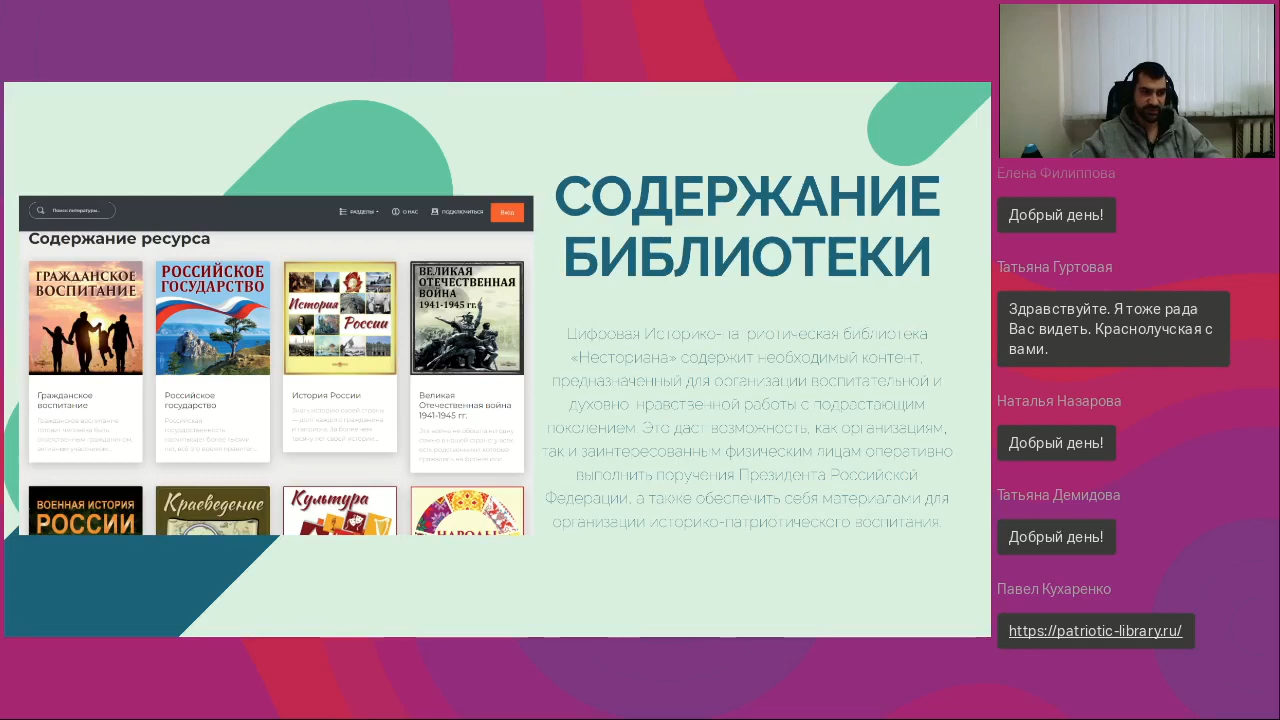 СОДЕРЖАНИЕ
БИБЛИОТЕКИ
Цифровая Историко-патриотическая библиотека
«Несториана» содержит необходимый контент,
предназначенный для организации воспитательной и
духовно нравственной работы с подрастающим
поколением. Это даст возможность, как организациям,
так и заинтересованным физическим лицам оперативно
выполнить поручения Президента Российской
Федерации, а также обеспечить себя материалами для
организации историко-патриотического воспитания.
Поиск литературы...
РАЗДЕЛЫ
О НАС
ПОДКЛЮЧИТЬСЯ
Вход
Содержание ресурса
ГРАЖДАНСКОЕ
ВОСПИТАНИЕ
РОССИЙСКОЕ
ГОСУДАРСТВО
История
России
ВЕЛИКАЯ
ОТЕЧЕСТВЕННАЯ
ВОЙНА
1941-1945 гг.
Гражданское
воспитание
Российское
государство
История России
Великая
Отечественная война
1941-1945 гг.
ВОЕННАЯ ИСТОРИЯ
РОССИИ
Краеведение
Культура
НАРОДЫ
Елена Филиппова
Добрый день!
Татьяна Гуртовая
Здравствуйте. Я тоже рада
Вас видеть. Краснолучская с
вами.
Наталья Назарова
Добрый день!
Татьяна Демидова
Добрый день!
Павел Кухаренко
https://patriotic-library.ru/